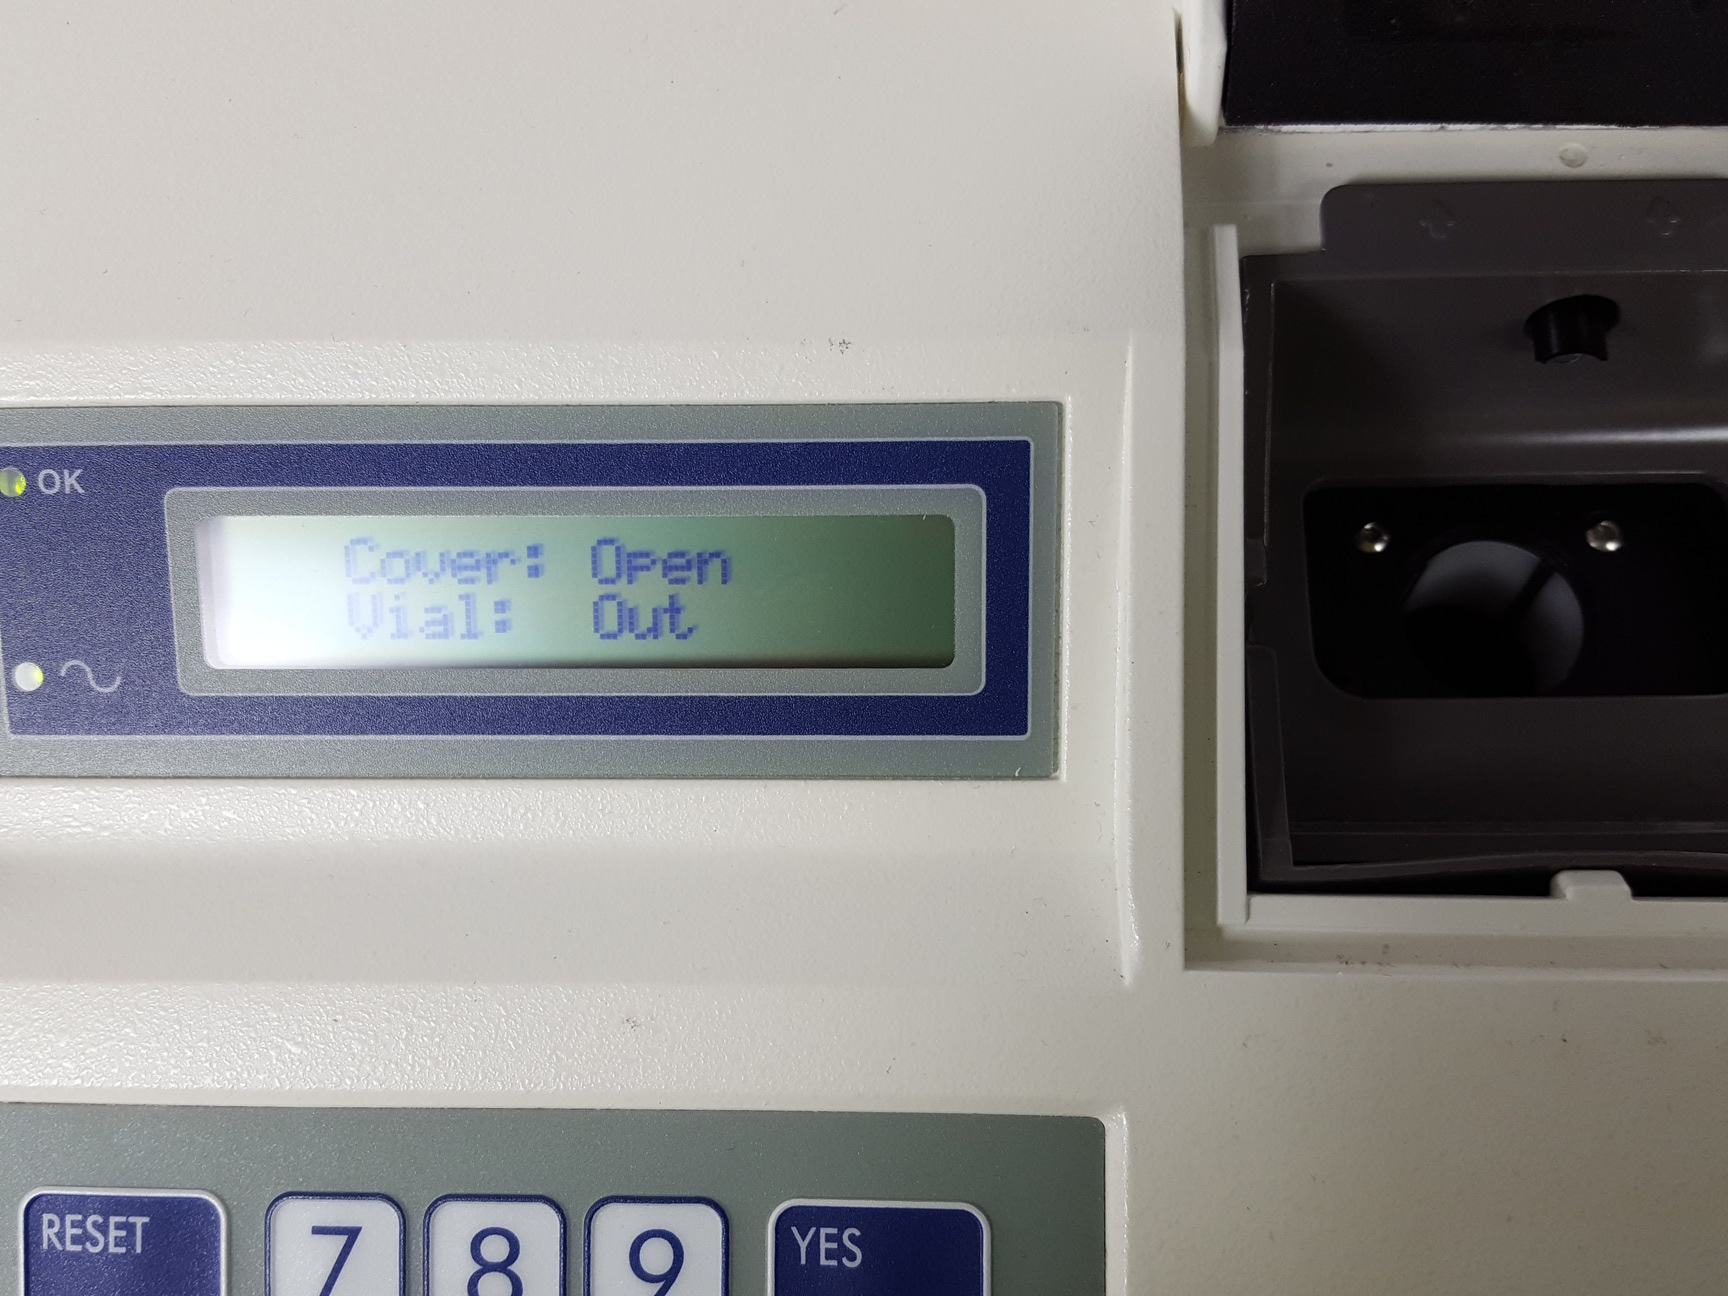 OK
Cover: Open
Vial: Out
RESET
7
8
9
YES